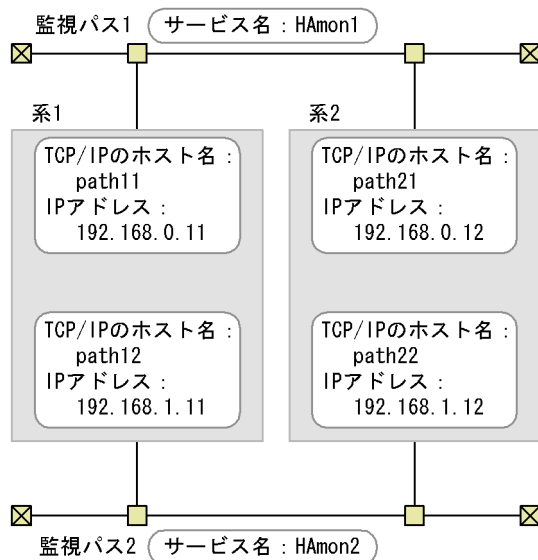 監視パス1 サービス名：HAmon1
系1
TCP/IPのホスト名：
path11
IPアドレス：
192.168.0.11
TCP/IPのホスト名：
path12
IPアドレス：
192.168.1.11
系2
TCP/IPのホスト名：
path21
IPアドレス：
192.168.0.12
TCP/IPのホスト名：
path22
IPアドレス：
192.168.1.12
監視パス2 サービス名：HAmon2